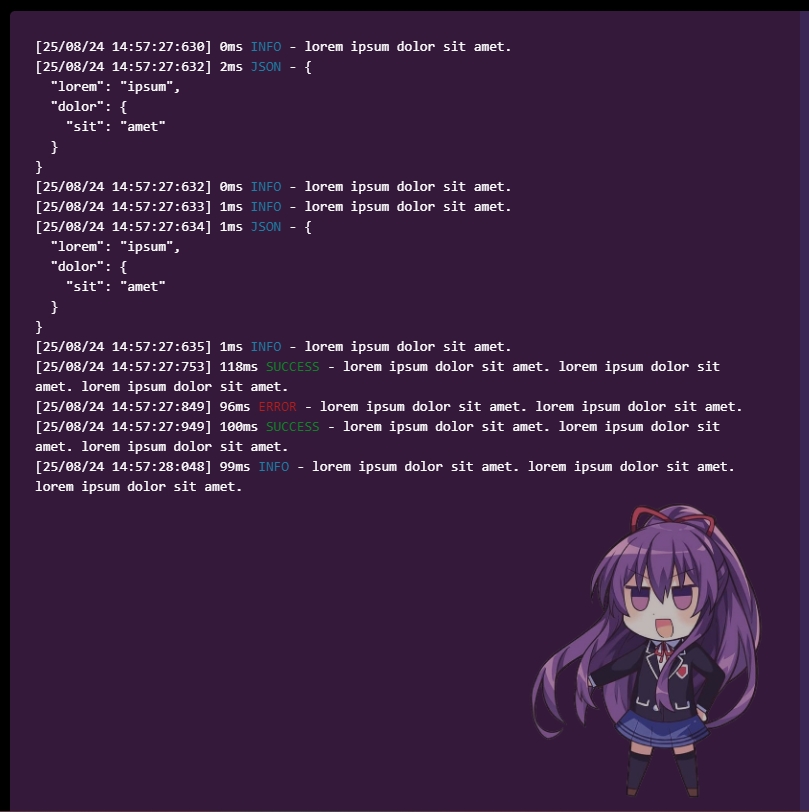 [25/08/24 14:57:27:630] 0ms INFO - lorem ipsum dolor sit amet.
[25/08/24 14:57:27:632] 2ms JSON - {
  "lorem": "ipsum",
  "dolor": {
    "sit": "amet"
  }
}
[25/08/24 14:57:27:632] 0ms INFO - lorem ipsum dolor sit amet.
[25/08/24 14:57:27:633] 1ms INFO - lorem ipsum dolor sit amet.
[25/08/24 14:57:27:634] 1ms JSON - {
  "lorem": "ipsum",
  "dolor": {
    "sit": "amet"
  }
}
[25/08/24 14:57:27:635] 1ms INFO - lorem ipsum dolor sit amet.
[25/08/24 14:57:27:753] 118ms SUCCESS - lorem ipsum dolor sit amet. lorem ipsum dolor sit
amet. lorem ipsum dolor sit amet.
[25/08/24 14:57:27:849] 96ms ERROR - lorem ipsum dolor sit amet. lorem ipsum dolor sit amet.
[25/08/24 14:57:27:949] 100ms SUCCESS - lorem ipsum dolor sit amet. lorem ipsum dolor sit
amet. lorem ipsum dolor sit amet.
[25/08/24 14:57:28:048] 99ms INFO - lorem ipsum dolor sit amet. lorem ipsum dolor sit amet.
lorem ipsum dolor sit amet.